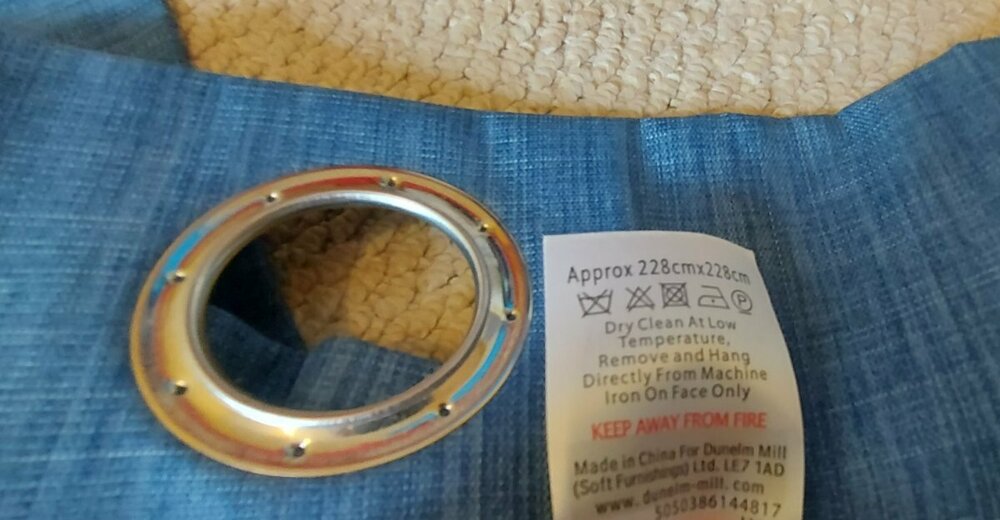 Approx 228cmx228cm
P
Dry Clean At Low
Temperature,
Remove and Hang
Directly From Machine
Iron On Face Only
KEEP AWAY FROM FIRE
Made in China For Dunelm Mill
(Soft Furnishings) Ltd. LE7 1AD
www.dunelm-mill.com
5050386144817